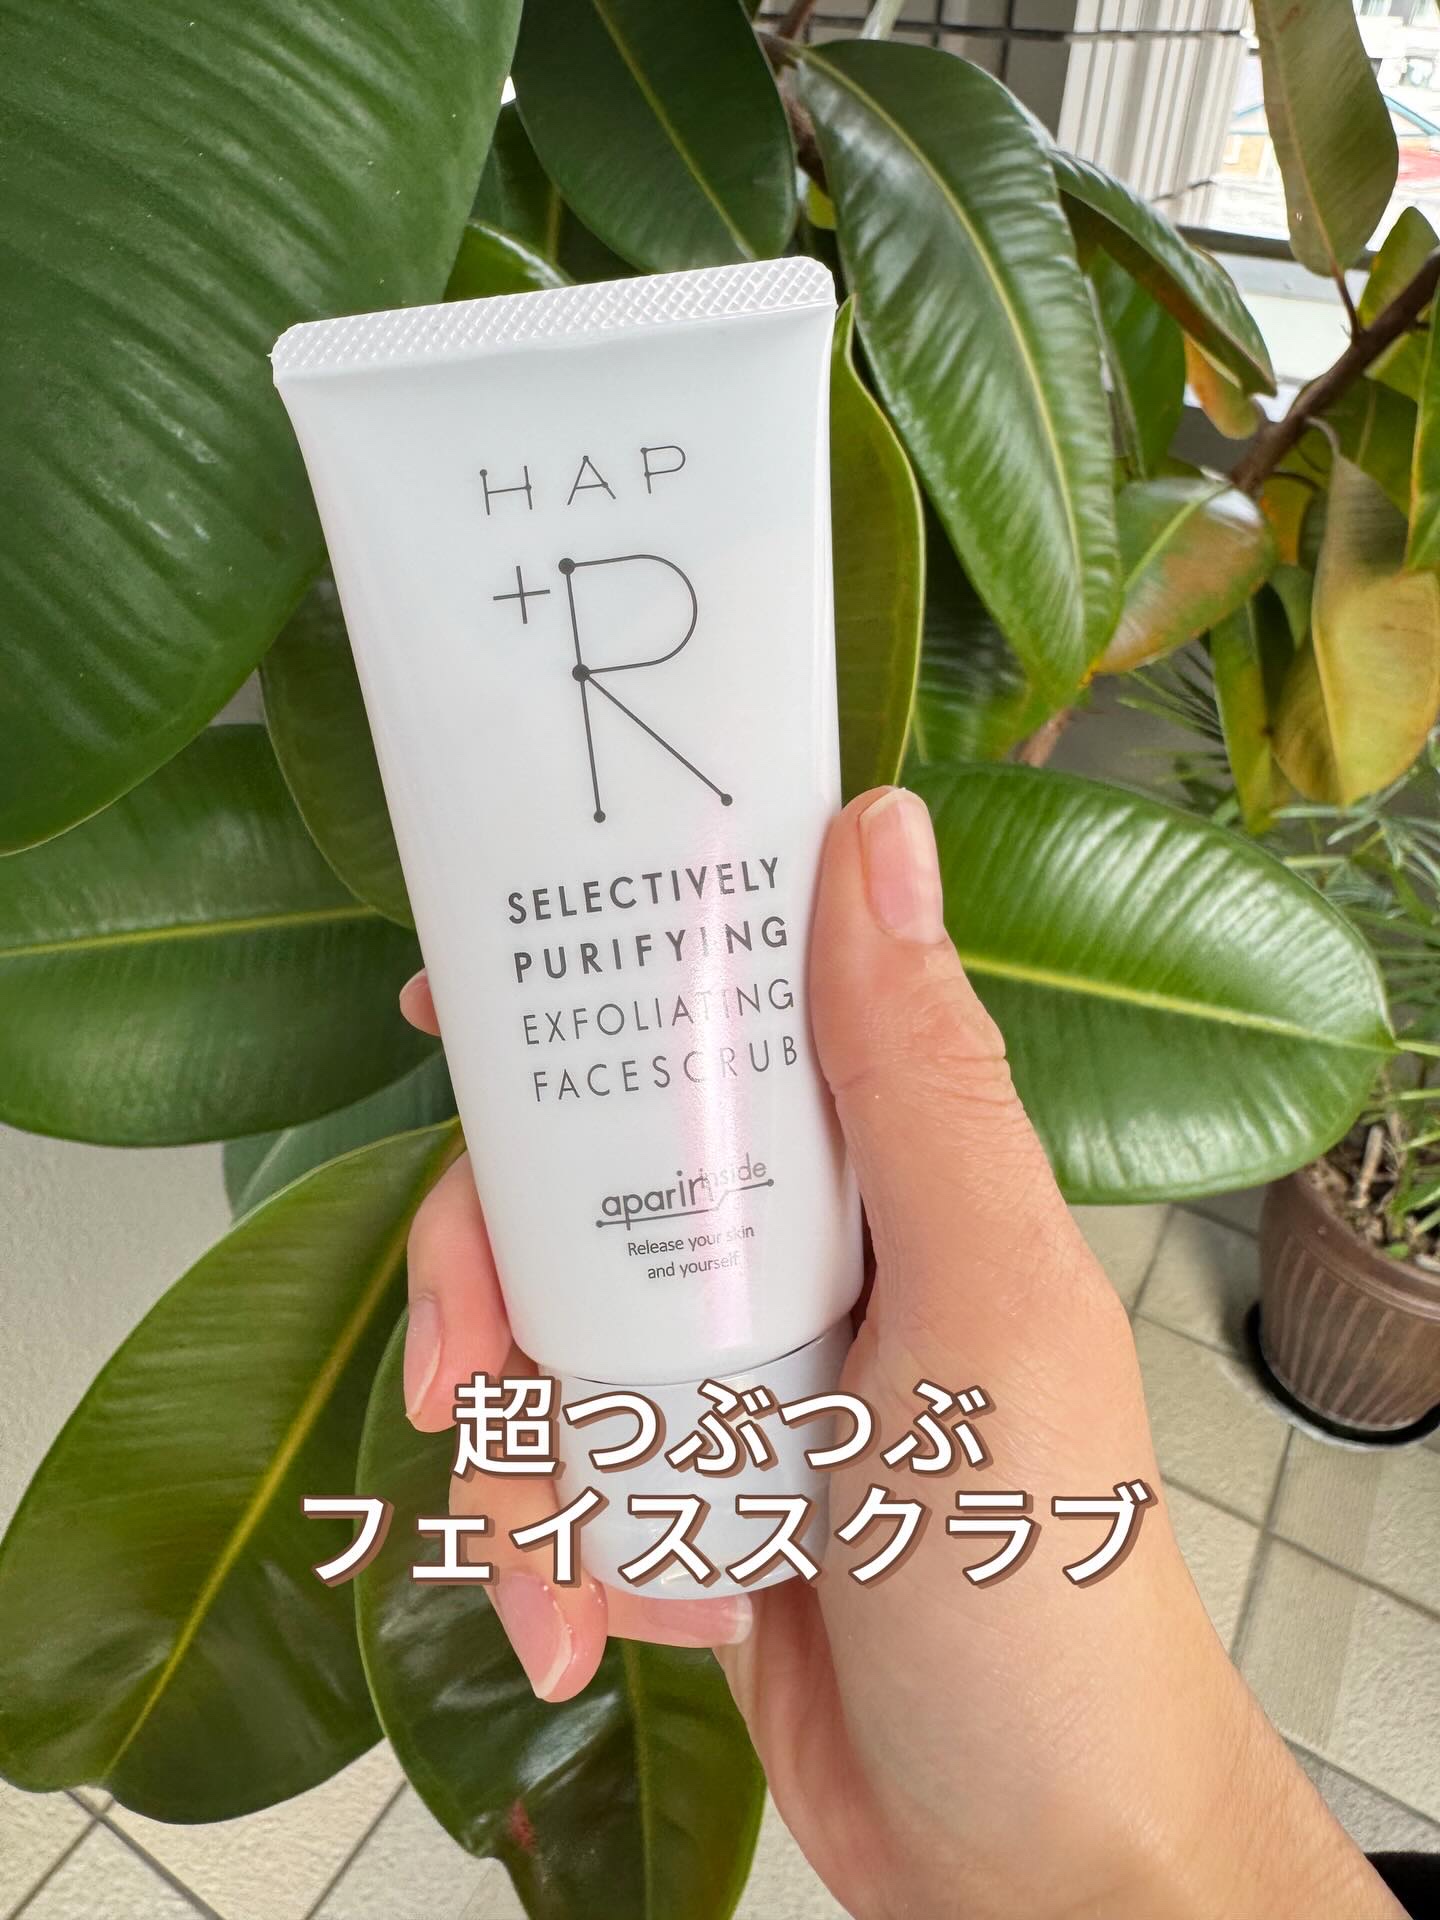 HAP
+R
SELECTIVELY
PURIFYING
EXFOLIATING
FACESCRUB
aparirinside
Release your skin
and yourself
超つぶつぶ
フェイススクラブ